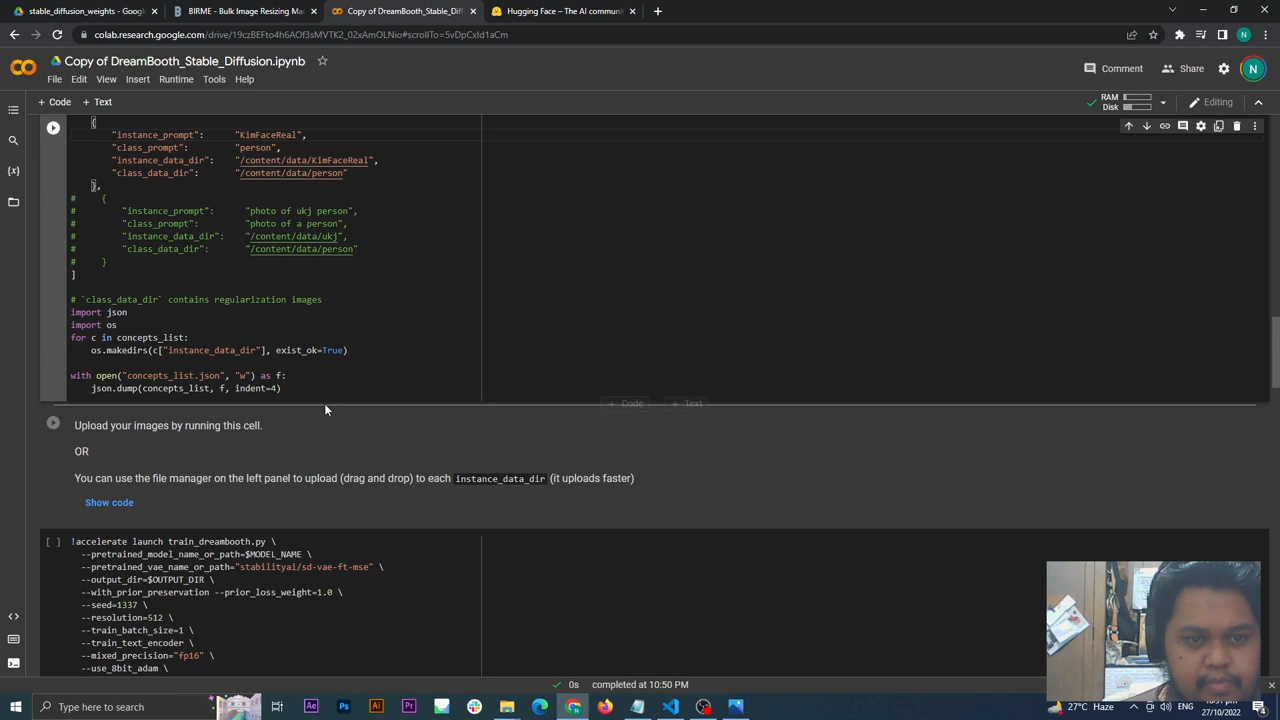 stable_diffusion_weights - Google
BIRME - Bulk Image Resizing Ma
Copy of DreamBooth_Stable_Diff
Hugging Face – The AI communi
colab.research.google.com/drive/19czBEFto4h6AOf3sMVTK2_02xAmOLNio#scrollTo=5vDpCxId1aCm
N
CO
Copy of DreamBooth_Stable_Diffusion.ipynb
Comment
Share
N
File Edit View Insert Runtime Tools Help
+ Code + Text
RAM
Disk
Editing
{
"instance_prompt": "KimFaceReal",
"class_prompt": "person",
"instance_data_dir": "/content/data/KimFaceReal",
"class_data_dir": "/content/data/person"
},
# {
# "instance_prompt": "photo of ukj person",
# "class_prompt": "photo of a person",
# "instance_data_dir": "/content/data/ukj",
# "class_data_dir": "/content/data/person"
# }
]
# `class_data_dir` contains regularization images
import json
import os
for c in concepts_list:
os.makedirs(c["instance_data_dir"], exist_ok=True)
with open("concepts_list.json", "w") as f:
json.dump(concepts_list, f, indent=4)
+ Code + Text
Upload your images by running this cell.
OR
You can use the file manager on the left panel to upload (drag and drop) to each instance_data_dir (it uploads faster)
Show code
[ ] !accelerate launch train_dreambooth.py \
--pretrained_model_name_or_path=$MODEL_NAME \
--pretrained_vae_name_or_path="stabilityai/sd-vae-ft-mse" \
--output_dir=$OUTPUT_DIR \
--with_prior_preservation --prior_loss_weight=1.0 \
--seed=1337 \
--resolution=512 \
--train_batch_size=1 \
--train_text_encoder \
--mixed_precision="fp16" \
--use_8bit_adam \
0s completed at 10:50 PM
Type here to search
Ae
Ps
Ai
Pr
27°C Haze
27/10/2022